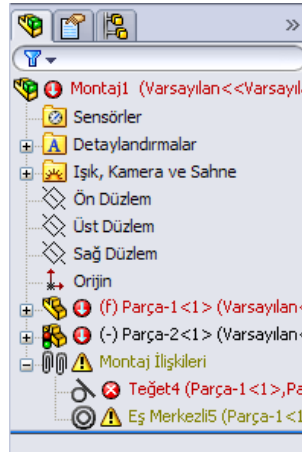 »
Montaj1 (Varsayılan<<Varsayıl
Sensörler
A Detaylandırmalar
Işık, Kamera ve Sahne
Ön Düzlem
Üst Düzlem
Sağ Düzlem
Orijin
(f) Parça-1<1> (Varsayılan<
(-) Parça-2<1> (Varsayılan<
Montaj İlişkileri
Teğet4 (Parça-1<1>,Pa
Eş Merkezli5 (Parça-1<1